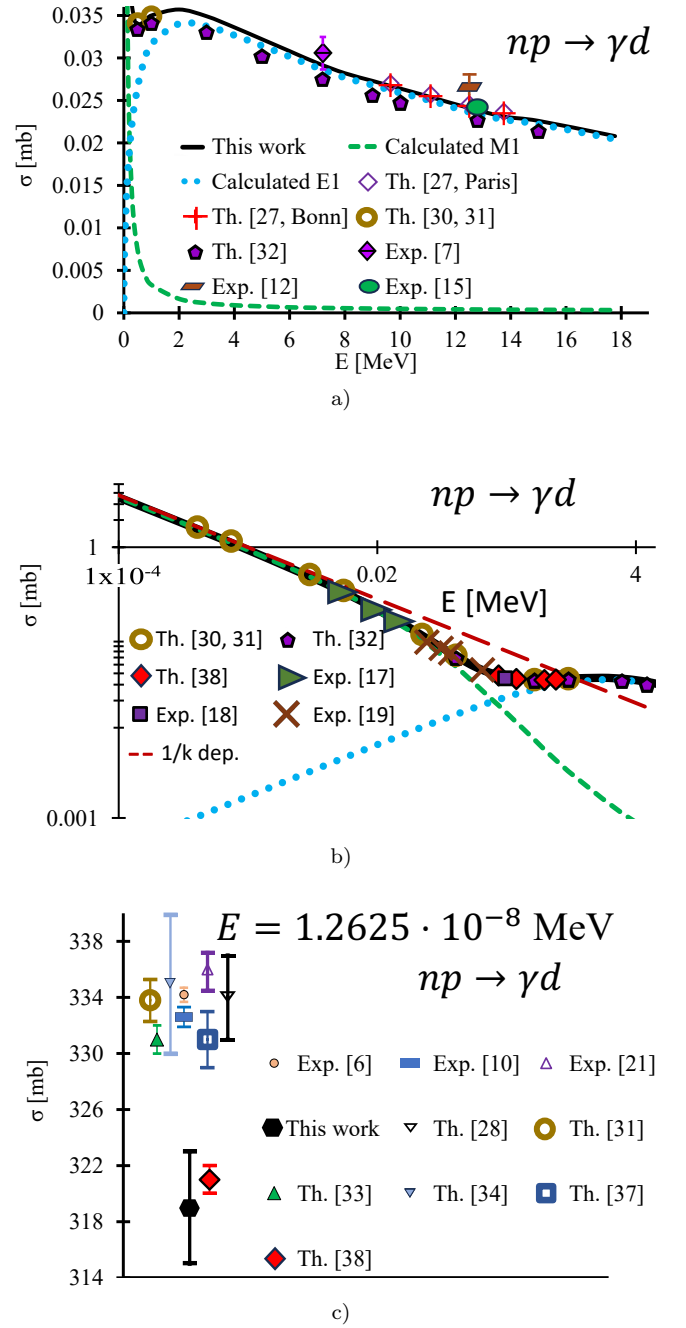 0.035
0.03
0.025
0.02
0.015
0.01
0.005
0
σ [mb]
np → γd
This work
Calculated M1
Calculated E1
Th. [27, Paris]
Th. [27, Bonn]
Th. [30, 31]
Th. [32]
Exp. [7]
Exp. [12]
Exp. [15]
0 2 4 6 8 10 12 14 16 18
E [MeV]
a)
np → γd
σ [mb]
1
1x10⁻⁴ 0.02 4
E [MeV]
Th. [30, 31] Th. [32]
Th. [38] Exp. [17]
Exp. [18] Exp. [19]
1/k dep.
0.001
b)
E = 1.2625 · 10⁻⁸ MeV
np → γd
σ [mb]
338
334
330
326
322
318
314
Exp. [6] Exp. [10] Exp. [21]
This work Th. [28] Th. [31]
Th. [33] Th. [34] Th. [37]
Th. [38]
c)